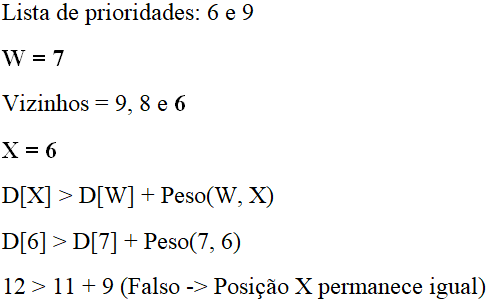 Lista de prioridades: 6 e 9
W = 7
Vizinhos = 9, 8 e 6
X = 6
D[X] > D[W] + Peso(W, X)
D[6] > D[7] + Peso(7, 6)
12 > 11 + 9 (Falso -> Posição X permanece igual)